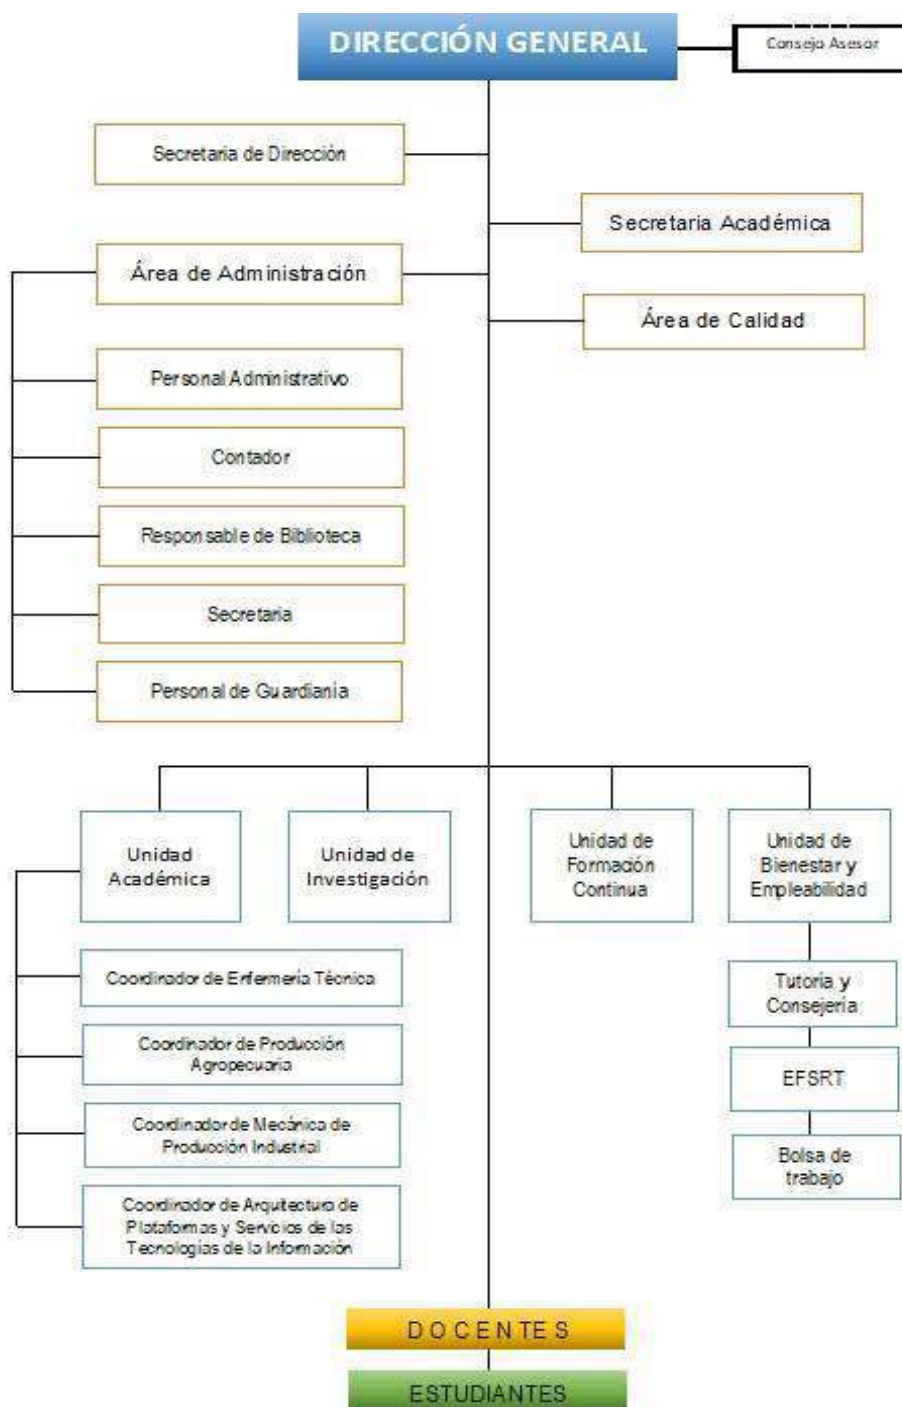 DIRECCIÓN GENERAL
Consejo Asesor
Secretaria de Dirección
Secretaria Académica
Área de Administración
Área de Calidad
Personal Administrativo
Contador
Responsable de Biblioteca
Secretaria
Personal de Guardiania
Unidad
Académica
Unidad de
Investigación
Unidad de
Formación
Continua
Unidad de
Bienestar y
Empleabilidad
Coordinador de Enfermería Técnica
Coordinador de Producción
Agropecuaria
Coordinador de Mecánica de
Producción Industrial
Coordinador de Arquitectura de
Plataformas y Servicios de las
Tecnologías de la Información
Tutoría y
Consejería
EFSRT
Bolsa de
trabajo
DOCENTES
ESTUDIANTES